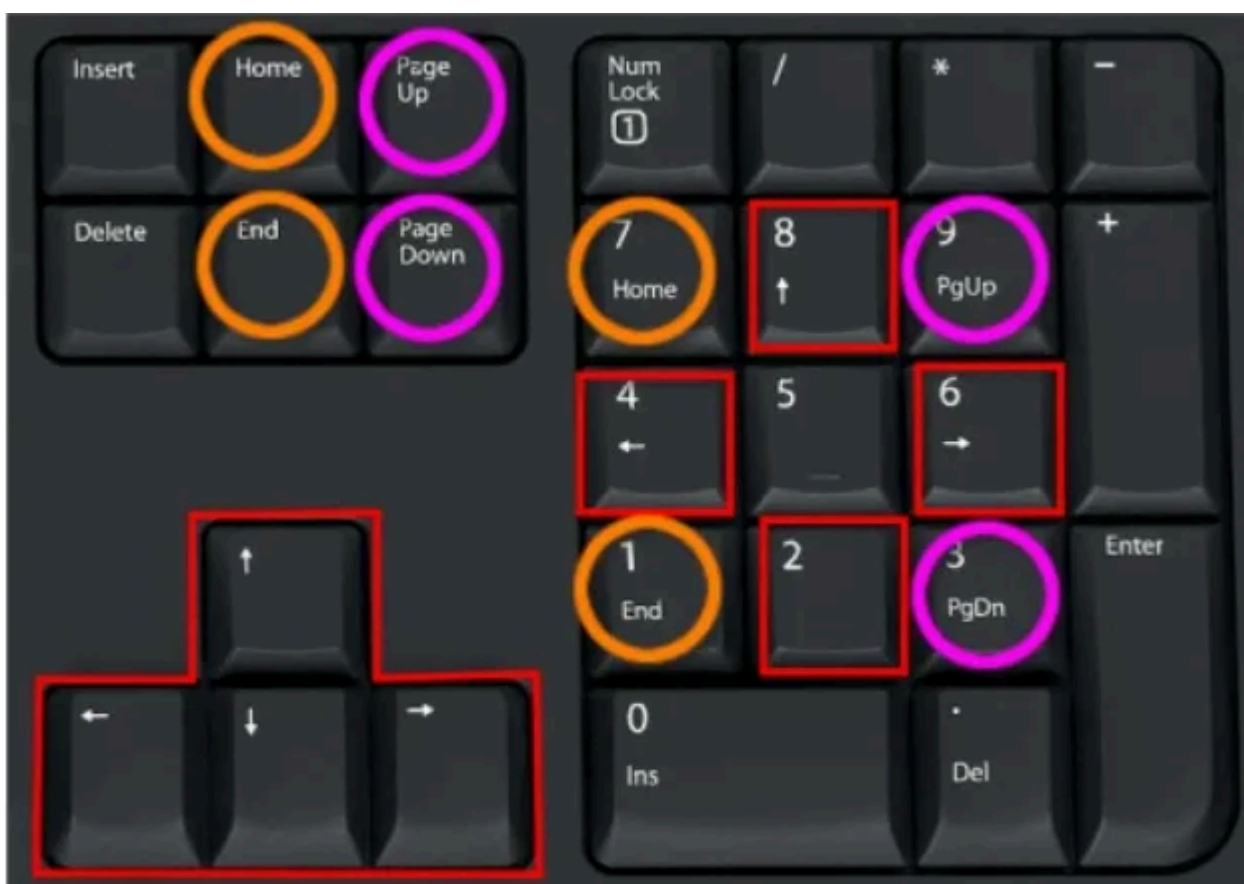 Insert
Home
Page
Up
Delete
End
Page
Down
Num
Lock
1
/
*
-
7
Home
8
↑
9
PgUp
+
4
←
5
6
→
1
End
2
3
PgDn
Enter
0
Ins
.
Del
↑
←
↓
→